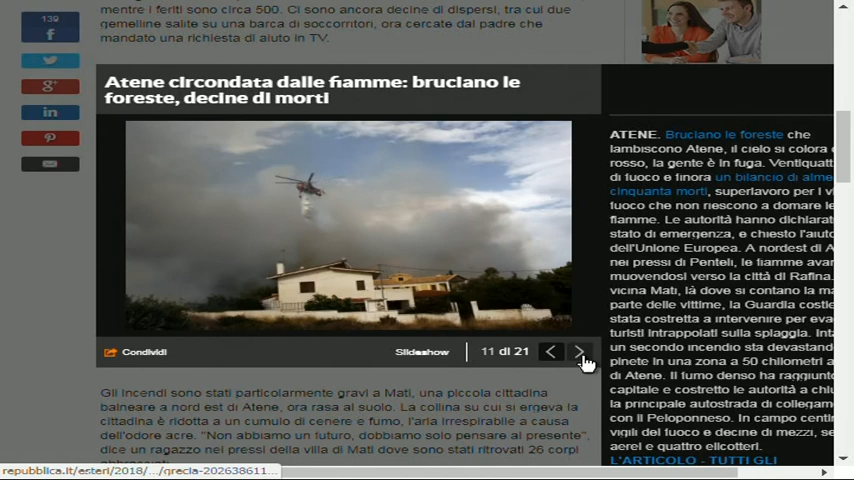 mentre i feriti sono circa 500. Ci sono ancora decine di dispersi, tra cui due
gemelline salite su una barca di soccorritori, ora cercate dal padre che
mandato una richiesta di aiuto in TV.
139
f
g+
in
Atene circondata dalle fiamme: bruciano le
foreste, decine di morti
Condividi
Slideshow
11 di 21
ATENE. Bruciano le foreste che
lambiscono Atene, il cielo si colora
rosso, la gente è in fuga. Ventiquatt
di fuoco e finora un bilancio di alme
cinquanta morti, superlavoro per i v
fuoco che non riescono a domare le
fiamme. Le autorità hanno dichiarat
stato di emergenza, e chiesto l'aiuto
dell'Unione Europea. A nordest di A
nei pressi di Penteli, le fiamme avan
muovendosi verso la città di Rafina.
vicina Mati, là dove si contano la ma
parte delle vittime, la Guardia costie
stata costretta a intervenire per eva
turisti intrappolati sulla spiaggia. Inta
un secondo incendio sta devastand
pinete in una zona a 50 chilometri a
di Atene. Il fumo denso ha raggiunto
capitale e costretto le autorità a chiu
la principale autostrada di collegam
con il Peloponneso. In campo centin
vigili del fuoco e decine di mezzi, se
aerei e quattro elicotteri.
L'ARTICOLO - TUTTI GLI
Gli incendi sono stati particolarmente gravi a Mati, una piccola cittadina
balneare a nord est di Atene, ora rasa al suolo. La collina su cui si ergeva la
cittadina è ridotta a un cumulo di cenere e fumo, l'aria irrespirabile a causa
dell'odore acre. "Non abbiamo un futuro, dobbiamo solo pensare al presente",
dice un ragazzo nei pressi della villa di Mati dove sono stati ritrovati 26 corpi
repubblica.it/esteri/2018/.../grecia-202638611...